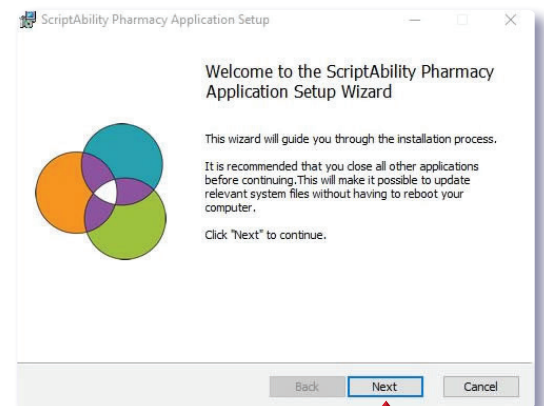 ScriptAbility Pharmacy Application Setup
Welcome to the ScriptAbility Pharmacy
Application Setup Wizard
This wizard will guide you through the installation process.
It is recommended that you close all other applications
before continuing.This will make it possible to update
relevant system files without having to reboot your
computer.
Click "Next" to continue.
Back Next Cancel